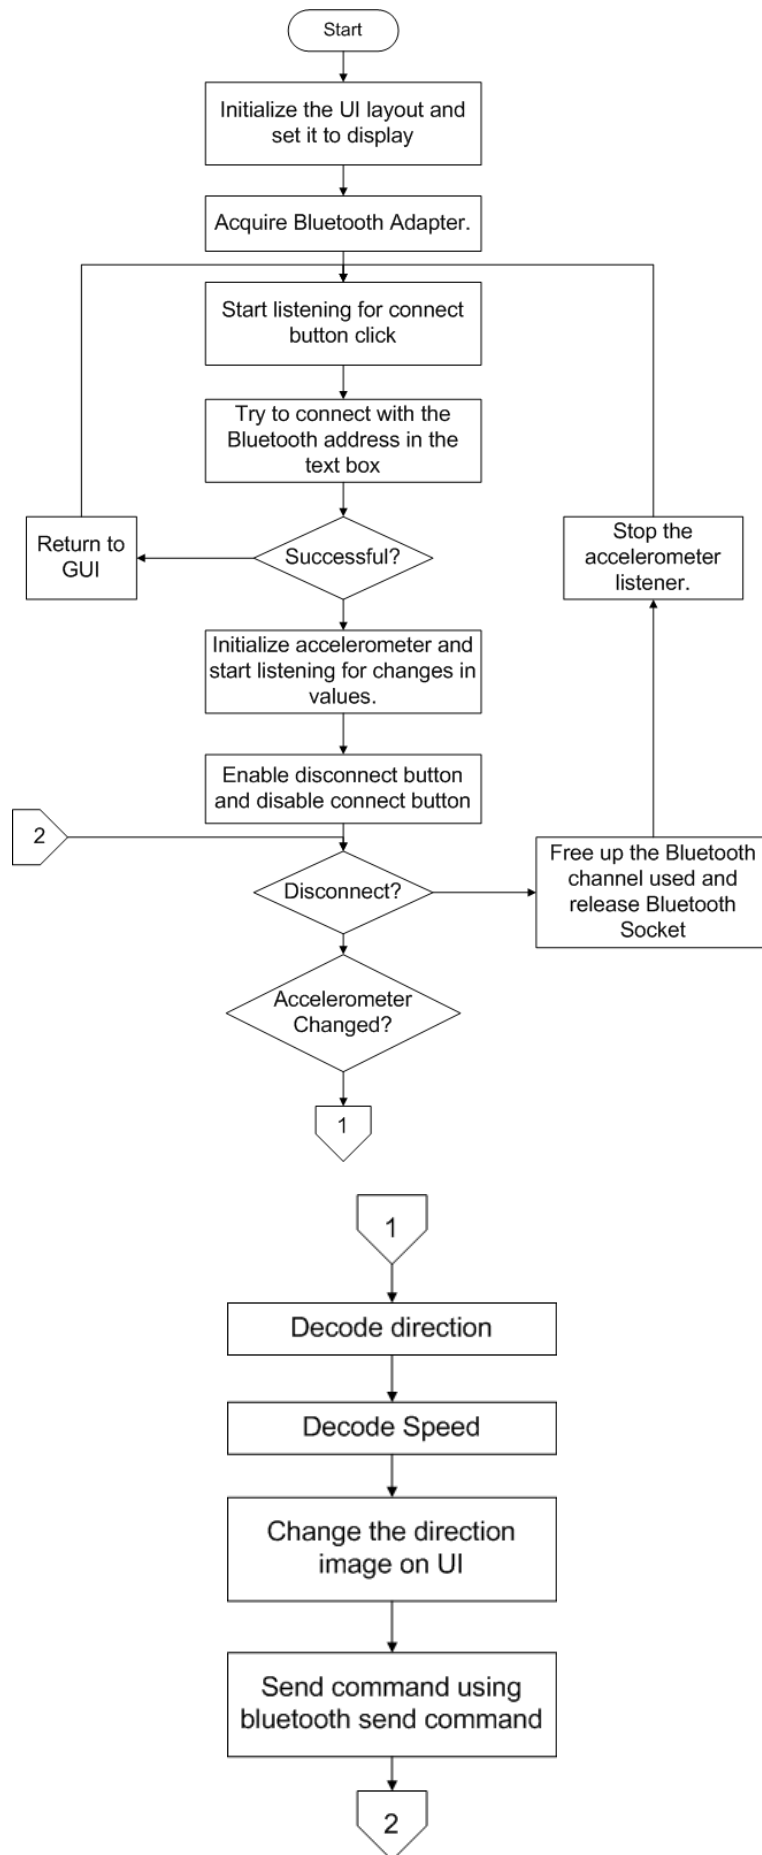 Start
Initialize the UI layout and
set it to display
Acquire Bluetooth Adapter.
Start listening for connect
button click
Try to connect with the
Bluetooth address in the
text box
Successful?
Return to
GUI
Stop the
accelerometer
listener.
Initialize accelerometer and
start listening for changes in
values.
Enable disconnect button
and disable connect button
2
Disconnect?
Free up the Bluetooth
channel used and
release Bluetooth
Socket
Accelerometer
Changed?
1
1
Decode direction
Decode Speed
Change the direction
image on UI
Send command using
bluetooth send command
2